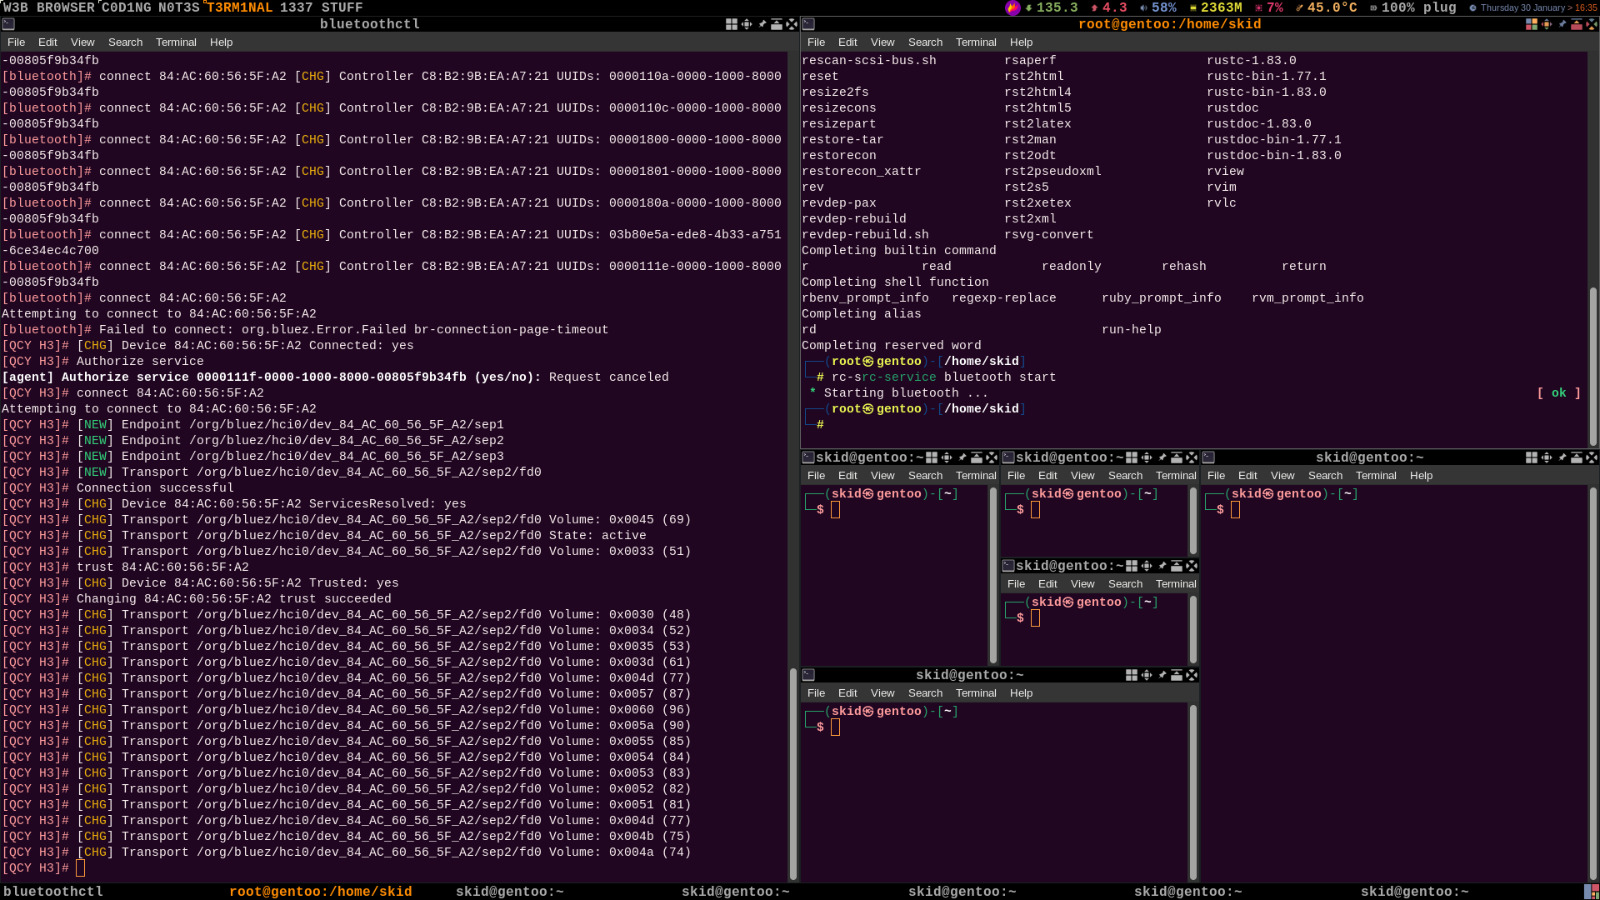 W3B BR0WSER C0D1NG N0T3S T3RM1NAL 1337 STUFF
135.3 4.3 58% 2363M 7% 45.0°C 100% plug Thursday 30 January > 16:35
bluetoothctl
File Edit View Search Terminal Help
-00805f9b34fb
[bluetooth]# connect 84:AC:60:56:5F:A2 [CHG] Controller C8:B2:9B:EA:A7:21 UUIDs: 0000110a-0000-1000-8000
-00805f9b34fb
[bluetooth]# connect 84:AC:60:56:5F:A2 [CHG] Controller C8:B2:9B:EA:A7:21 UUIDs: 0000110c-0000-1000-8000
-00805f9b34fb
[bluetooth]# connect 84:AC:60:56:5F:A2 [CHG] Controller C8:B2:9B:EA:A7:21 UUIDs: 00001800-0000-1000-8000
-00805f9b34fb
[bluetooth]# connect 84:AC:60:56:5F:A2 [CHG] Controller C8:B2:9B:EA:A7:21 UUIDs: 00001801-0000-1000-8000
-00805f9b34fb
[bluetooth]# connect 84:AC:60:56:5F:A2 [CHG] Controller C8:B2:9B:EA:A7:21 UUIDs: 0000180a-0000-1000-8000
-00805f9b34fb
[bluetooth]# connect 84:AC:60:56:5F:A2 [CHG] Controller C8:B2:9B:EA:A7:21 UUIDs: 03b80e5a-ede8-4b33-a751
-6ce34ec4c700
[bluetooth]# connect 84:AC:60:56:5F:A2 [CHG] Controller C8:B2:9B:EA:A7:21 UUIDs: 0000111e-0000-1000-8000
-00805f9b34fb
[bluetooth]# connect 84:AC:60:56:5F:A2
Attempting to connect to 84:AC:60:56:5F:A2
[bluetooth]# Failed to connect: org.bluez.Error.Failed br-connection-page-timeout
[QCY H3]# [CHG] Device 84:AC:60:56:5F:A2 Connected: yes
[QCY H3]# Authorize service
[agent] Authorize service 0000111f-0000-1000-8000-00805f9b34fb (yes/no): Request canceled
[QCY H3]# connect 84:AC:60:56:5F:A2
Attempting to connect to 84:AC:60:56:5F:A2
[QCY H3]# [NEW] Endpoint /org/bluez/hci0/dev_84_AC_60_56_5F_A2/sep1
[QCY H3]# [NEW] Endpoint /org/bluez/hci0/dev_84_AC_60_56_5F_A2/sep2
[QCY H3]# [NEW] Endpoint /org/bluez/hci0/dev_84_AC_60_56_5F_A2/sep3
[QCY H3]# [NEW] Transport /org/bluez/hci0/dev_84_AC_60_56_5F_A2/sep2/fd0
[QCY H3]# Connection successful
[QCY H3]# [CHG] Device 84:AC:60:56:5F:A2 ServicesResolved: yes
[QCY H3]# [CHG] Transport /org/bluez/hci0/dev_84_AC_60_56_5F_A2/sep2/fd0 Volume: 0x0045 (69)
[QCY H3]# [CHG] Transport /org/bluez/hci0/dev_84_AC_60_56_5F_A2/sep2/fd0 State: active
[QCY H3]# [CHG] Transport /org/bluez/hci0/dev_84_AC_60_56_5F_A2/sep2/fd0 Volume: 0x0033 (51)
[QCY H3]# trust 84:AC:60:56:5F:A2
[QCY H3]# [CHG] Device 84:AC:60:56:5F:A2 Trusted: yes
[QCY H3]# Changing 84:AC:60:56:5F:A2 trust succeeded
[QCY H3]# [CHG] Transport /org/bluez/hci0/dev_84_AC_60_56_5F_A2/sep2/fd0 Volume: 0x0030 (48)
[QCY H3]# [CHG] Transport /org/bluez/hci0/dev_84_AC_60_56_5F_A2/sep2/fd0 Volume: 0x0034 (52)
[QCY H3]# [CHG] Transport /org/bluez/hci0/dev_84_AC_60_56_5F_A2/sep2/fd0 Volume: 0x0035 (53)
[QCY H3]# [CHG] Transport /org/bluez/hci0/dev_84_AC_60_56_5F_A2/sep2/fd0 Volume: 0x003d (61)
[QCY H3]# [CHG] Transport /org/bluez/hci0/dev_84_AC_60_56_5F_A2/sep2/fd0 Volume: 0x004d (77)
[QCY H3]# [CHG] Transport /org/bluez/hci0/dev_84_AC_60_56_5F_A2/sep2/fd0 Volume: 0x0057 (87)
[QCY H3]# [CHG] Transport /org/bluez/hci0/dev_84_AC_60_56_5F_A2/sep2/fd0 Volume: 0x0060 (96)
[QCY H3]# [CHG] Transport /org/bluez/hci0/dev_84_AC_60_56_5F_A2/sep2/fd0 Volume: 0x005a (90)
[QCY H3]# [CHG] Transport /org/bluez/hci0/dev_84_AC_60_56_5F_A2/sep2/fd0 Volume: 0x0055 (85)
[QCY H3]# [CHG] Transport /org/bluez/hci0/dev_84_AC_60_56_5F_A2/sep2/fd0 Volume: 0x0054 (84)
[QCY H3]# [CHG] Transport /org/bluez/hci0/dev_84_AC_60_56_5F_A2/sep2/fd0 Volume: 0x0053 (83)
[QCY H3]# [CHG] Transport /org/bluez/hci0/dev_84_AC_60_56_5F_A2/sep2/fd0 Volume: 0x0052 (82)
[QCY H3]# [CHG] Transport /org/bluez/hci0/dev_84_AC_60_56_5F_A2/sep2/fd0 Volume: 0x0051 (81)
[QCY H3]# [CHG] Transport /org/bluez/hci0/dev_84_AC_60_56_5F_A2/sep2/fd0 Volume: 0x004d (77)
[QCY H3]# [CHG] Transport /org/bluez/hci0/dev_84_AC_60_56_5F_A2/sep2/fd0 Volume: 0x004b (75)
[QCY H3]# [CHG] Transport /org/bluez/hci0/dev_84_AC_60_56_5F_A2/sep2/fd0 Volume: 0x004a (74)
[QCY H3]#
root@gentoo:/home/skid
File Edit View Search Terminal Help
rescan-scsi-bus.sh rsaperf rustc-1.83.0
reset rst2html rustc-bin-1.77.1
resize2fs rst2html4 rustc-bin-1.83.0
resizecons rst2html5 rustdoc
resizepart rst2latex rustdoc-1.83.0
restore-tar rst2man rustdoc-bin-1.77.1
restorecon rst2odt rustdoc-bin-1.83.0
restorecon_xattr rst2pseudoxml rview
rev rst2s5 rvim
revdep-pax rst2xetex rvlc
revdep-rebuild rst2xml
revdep-rebuild.sh rsvg-convert
Completing builtin command
r read readonly rehash return
Completing shell function
rbenv_prompt_info regexp-replace ruby_prompt_info rvm_prompt_info
Completing alias
rd run-help
Completing reserved word
┌──(root㉿gentoo)-[/home/skid]
└─# rc-src-service bluetooth start
* Starting bluetooth ... [ ok ]
┌──(root㉿gentoo)-[/home/skid]
└─#
skid@gentoo:~
File Edit View Search Terminal
┌──(skid㉿gentoo)-[~]
└─$
skid@gentoo:~
File Edit View Search Terminal
┌──(skid㉿gentoo)-[~]
└─$
skid@gentoo:~
File Edit View Search Terminal Help
┌──(skid㉿gentoo)-[~]
└─$
skid@gentoo:~
File Edit View Search Terminal
┌──(skid㉿gentoo)-[~]
└─$
skid@gentoo:~
File Edit View Search Terminal Help
┌──(skid㉿gentoo)-[~]
└─$
bluetoothctl root@gentoo:/home/skid skid@gentoo:~ skid@gentoo:~ skid@gentoo:~ skid@gentoo:~ skid@gentoo:~